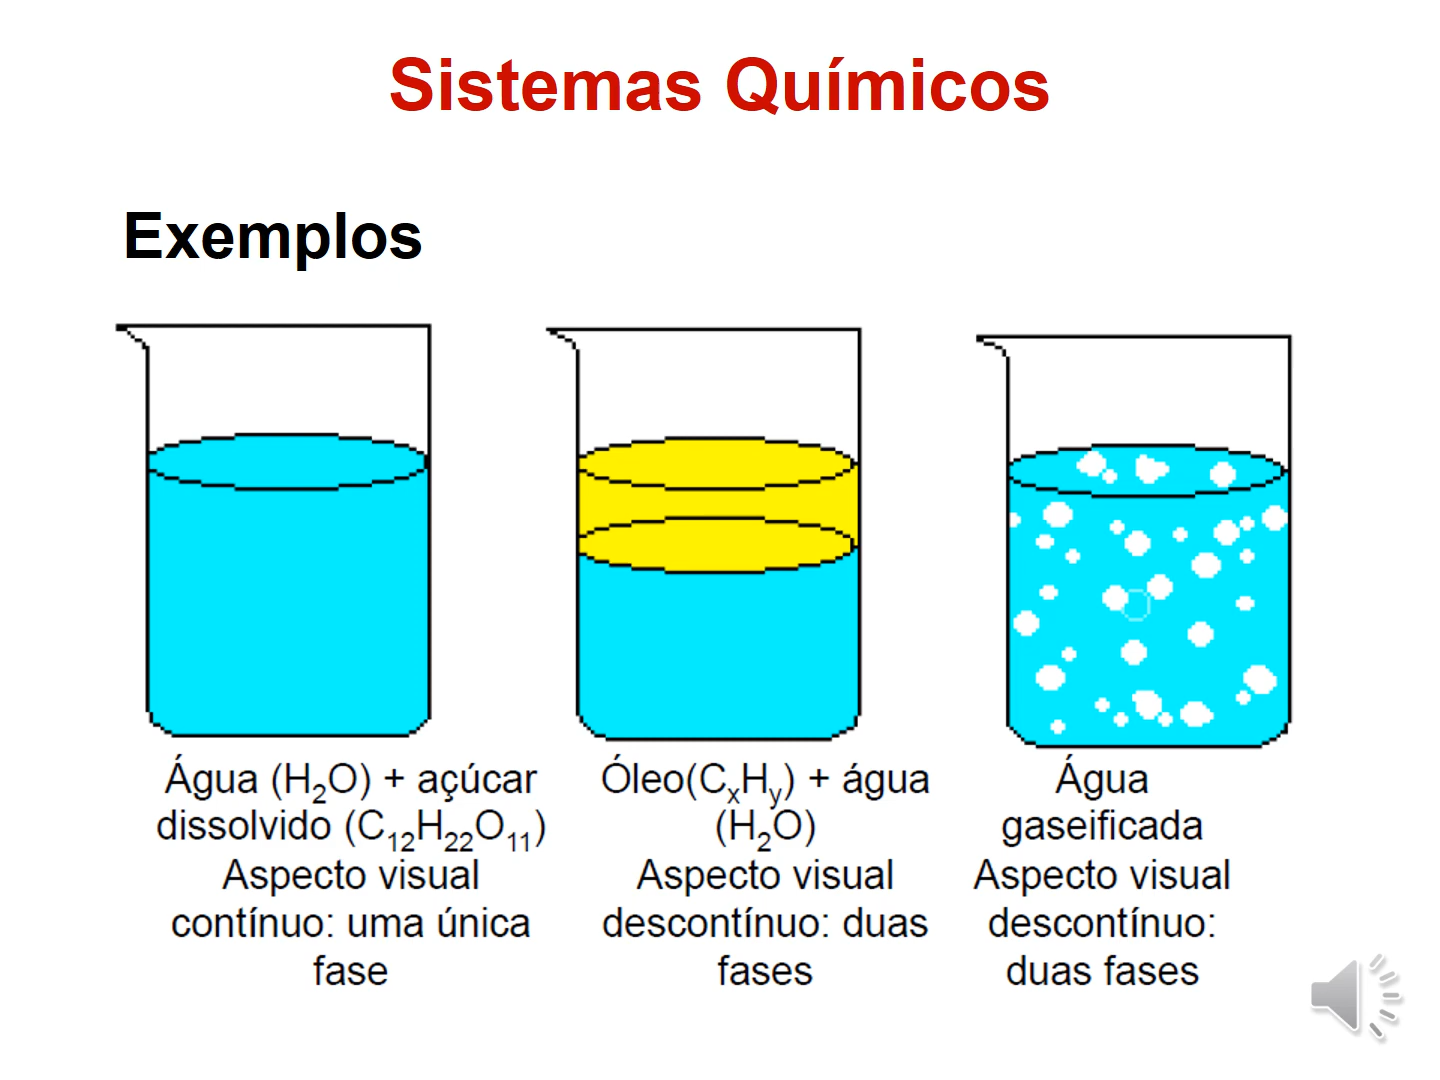 Sistemas Químicos
Exemplos
Água (H₂O) + açúcar
dissolvido (C₁₂H₂₂O₁₁)
Aspecto visual
contínuo: uma única
fase
Óleo(CₓHᵧ) + água
(H₂O)
Aspecto visual
descontínuo: duas
fases
Água
gaseificada
Aspecto visual
descontínuo:
duas fases